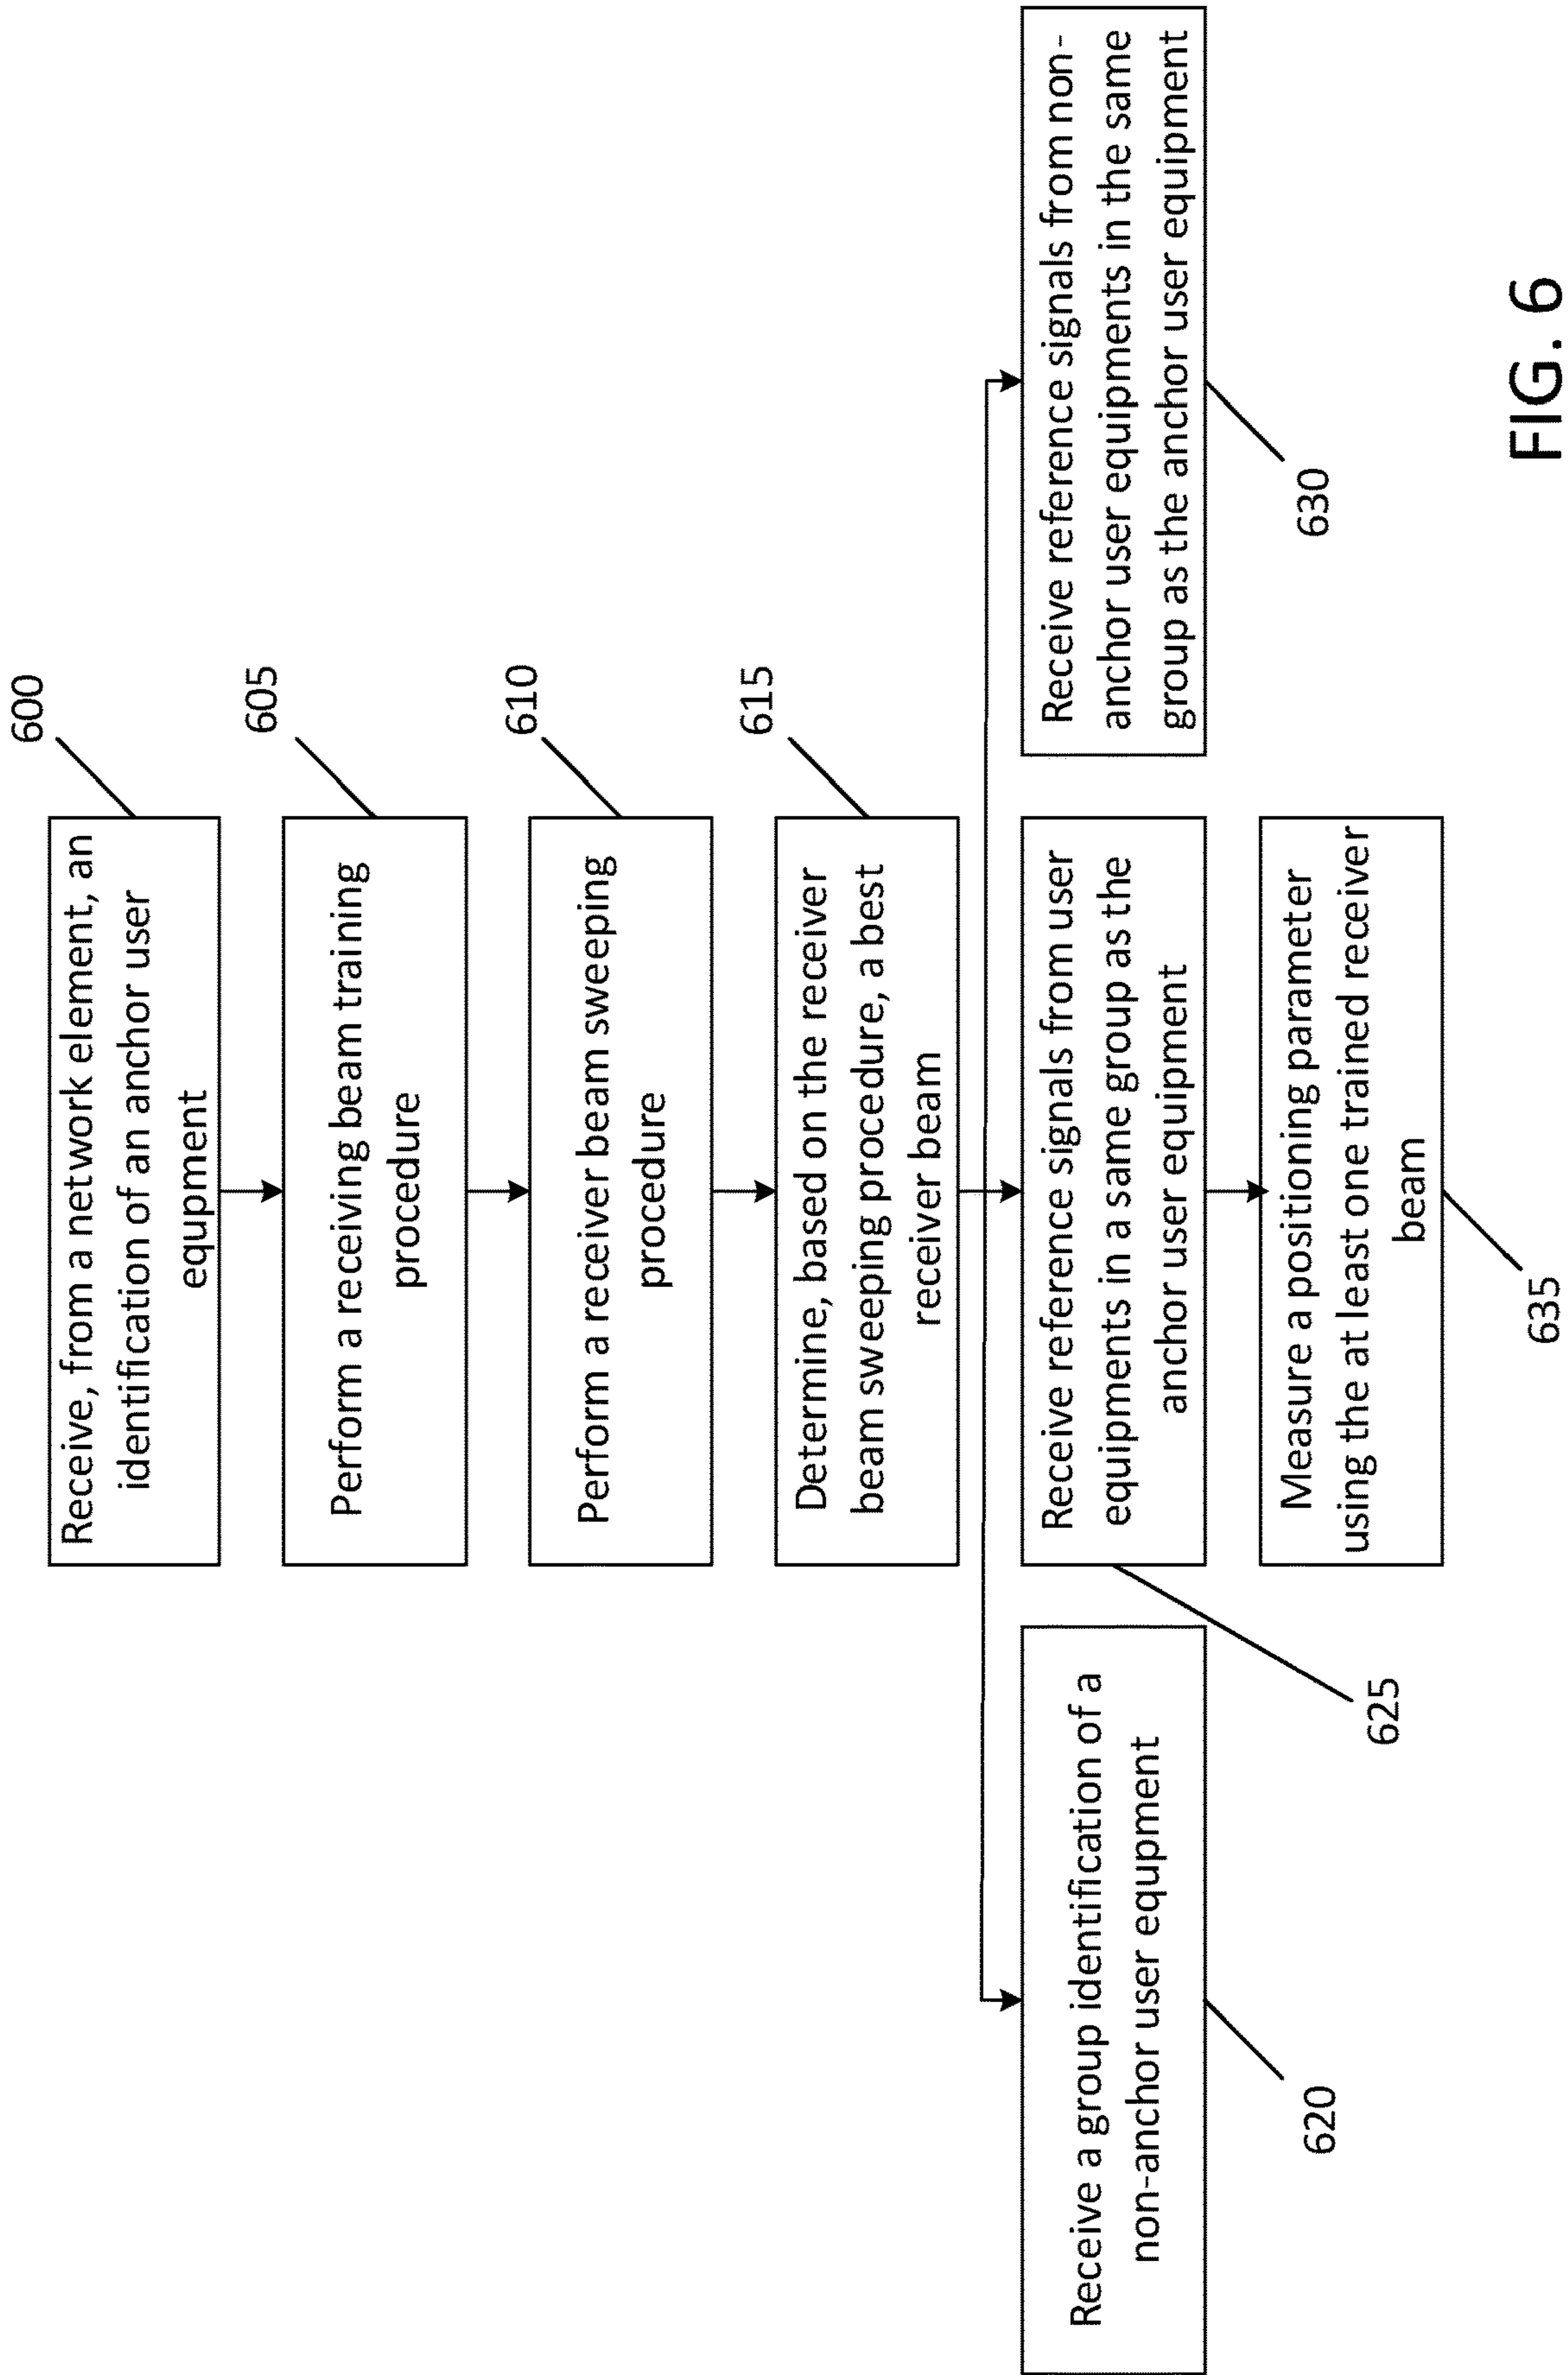 600
Receive, from a network element, an
identification of an anchor user
equpment
605
Perform a receiving beam training
procedure
610
Perform a receiver beam sweeping
procedure
615
Determine, based on the receiver
beam sweeping procedure, a best
receiver beam
Receive a group identification of a
non-anchor user equpment
620
Receive reference signals from user
equipments in a same group as the
anchor user equipment
625
Receive reference signals from non-
anchor user equipments in the same
group as the anchor user equipment
630
Measure a positioning parameter
using the at least one trained receiver
beam
635
FIG. 6